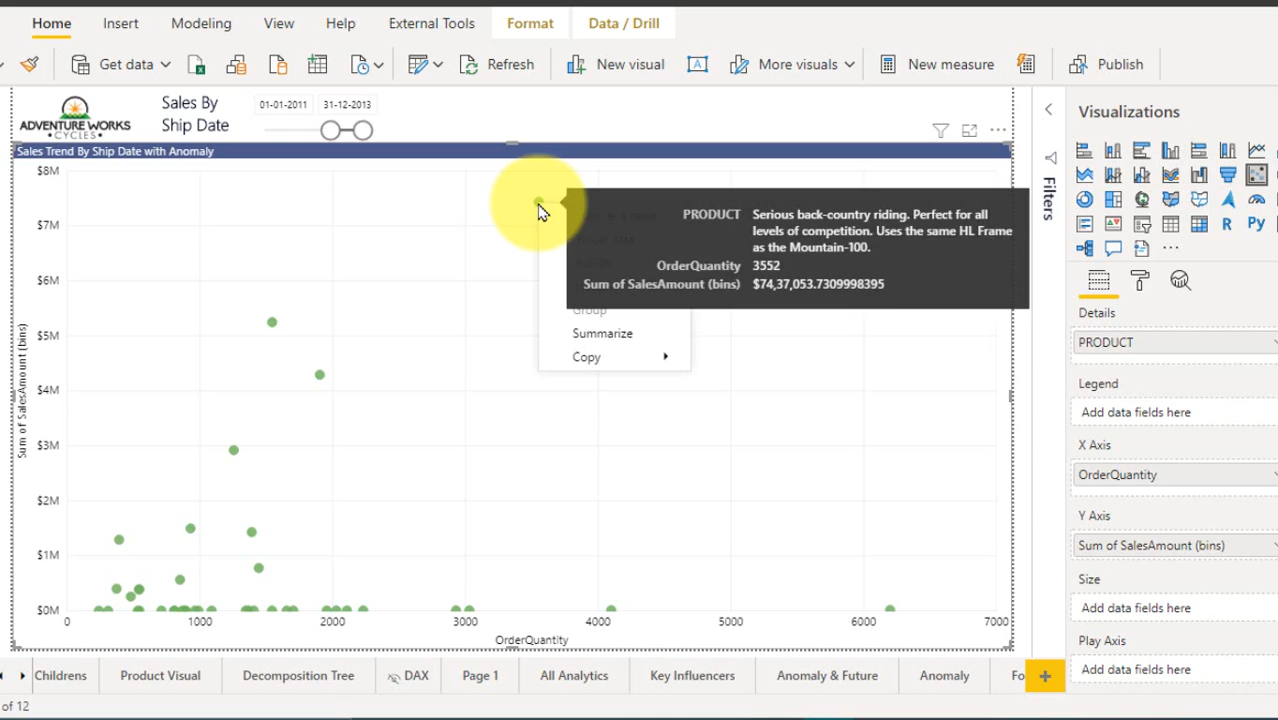 Home Insert Modeling View Help External Tools Format Data / Drill
Get data Refresh New visual More visuals New measure Publish
ADVENTURE WORKS
CYCLES
Sales By
Ship Date
01-01-2011 31-12-2013
Sales Trend By Ship Date with Anomaly
$8M
$7M
$6M
$5M
$4M
$3M
$2M
$1M
$0M
Sum of SalesAmount (bins)
0 1000 2000 3000 4000 5000 6000 7000
OrderQuantity
PRODUCT Serious back-country riding. Perfect for all
levels of competition. Uses the same HL Frame
as the Mountain-100.
OrderQuantity 3552
Sum of SalesAmount (bins) $74,37,053.7309998395
Group
Summarize
Copy
Filters
Visualizations
R Py
Details
PRODUCT
Legend
Add data fields here
X Axis
OrderQuantity
Y Axis
Sum of SalesAmount (bins)
Size
Add data fields here
Play Axis
Add data fields here
Childrens Product Visual Decomposition Tree DAX Page 1 All Analytics Key Influencers Anomaly & Future Anomaly Fo
of 12